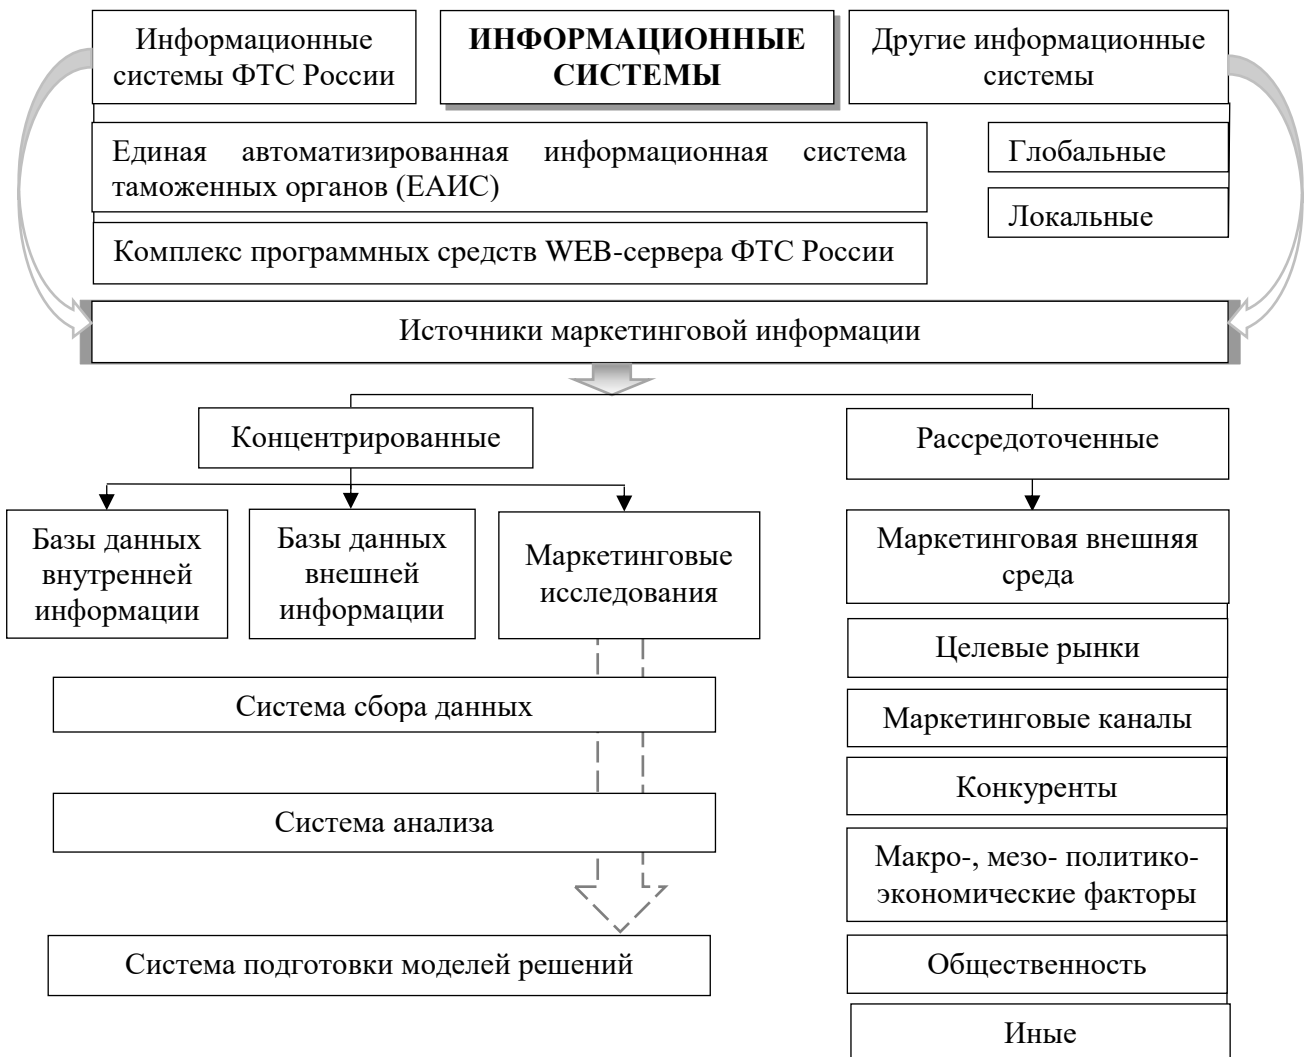 Информационные
системы ФТС России
ИНФОРМАЦИОННЫЕ
СИСТЕМЫ
Другие информационные
системы
Единая автоматизированная информационная система
таможенных органов (ЕАИС)
Глобальные
Локальные
Комплекс программных средств WEB-сервера ФТС России
Источники маркетинговой информации
Концентрированные
Рассредоточенные
Базы данных
внутренней
информации
Базы данных
внешней
информации
Маркетинговые
исследования
Маркетинговая внешняя
среда
Целевые рынки
Система сбора данных
Маркетинговые каналы
Конкуренты
Система анализа
Макро-, мезо- политико-
экономические факторы
Система подготовки моделей решений
Общественность
Иные